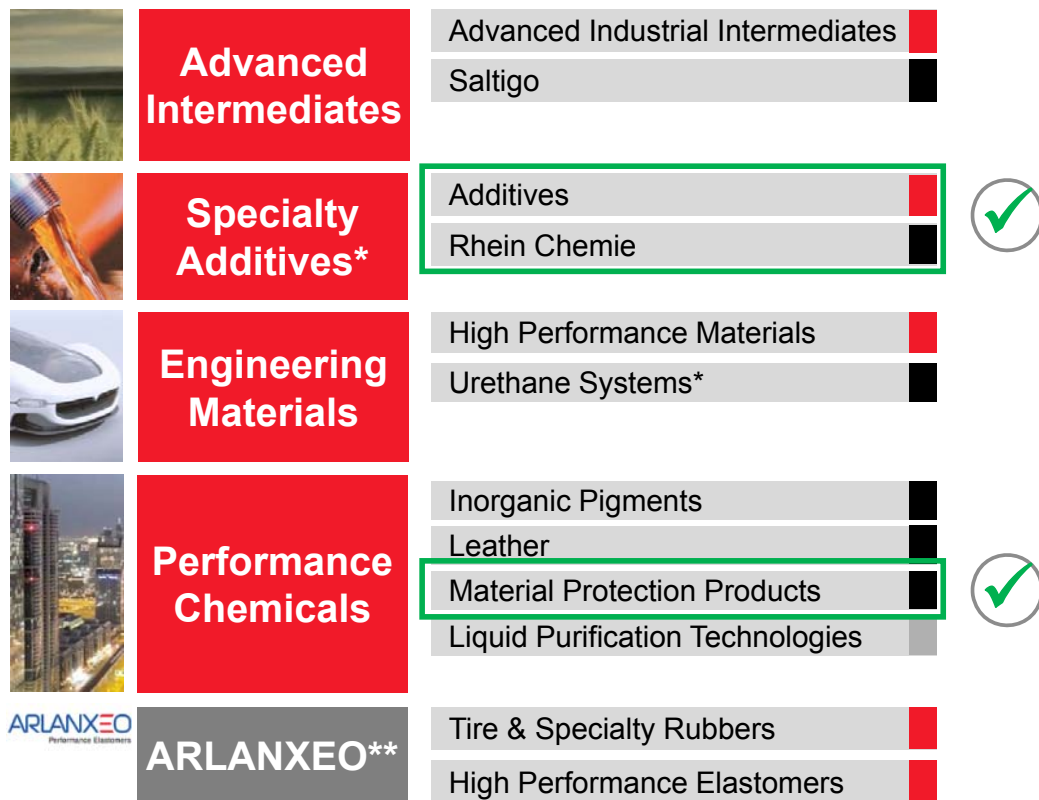 Advanced
Intermediates
Advanced Industrial Intermediates
Saltigo
Specialty
Additives*
Additives
Rhein Chemie
Engineering
Materials
High Performance Materials
Urethane Systems*
Performance
Chemicals
Inorganic Pigments
Leather
Material Protection Products
Liquid Purification Technologies
ARLANXEO
Performance Elastomers
ARLANXEO**
Tire & Specialty Rubbers
High Performance Elastomers